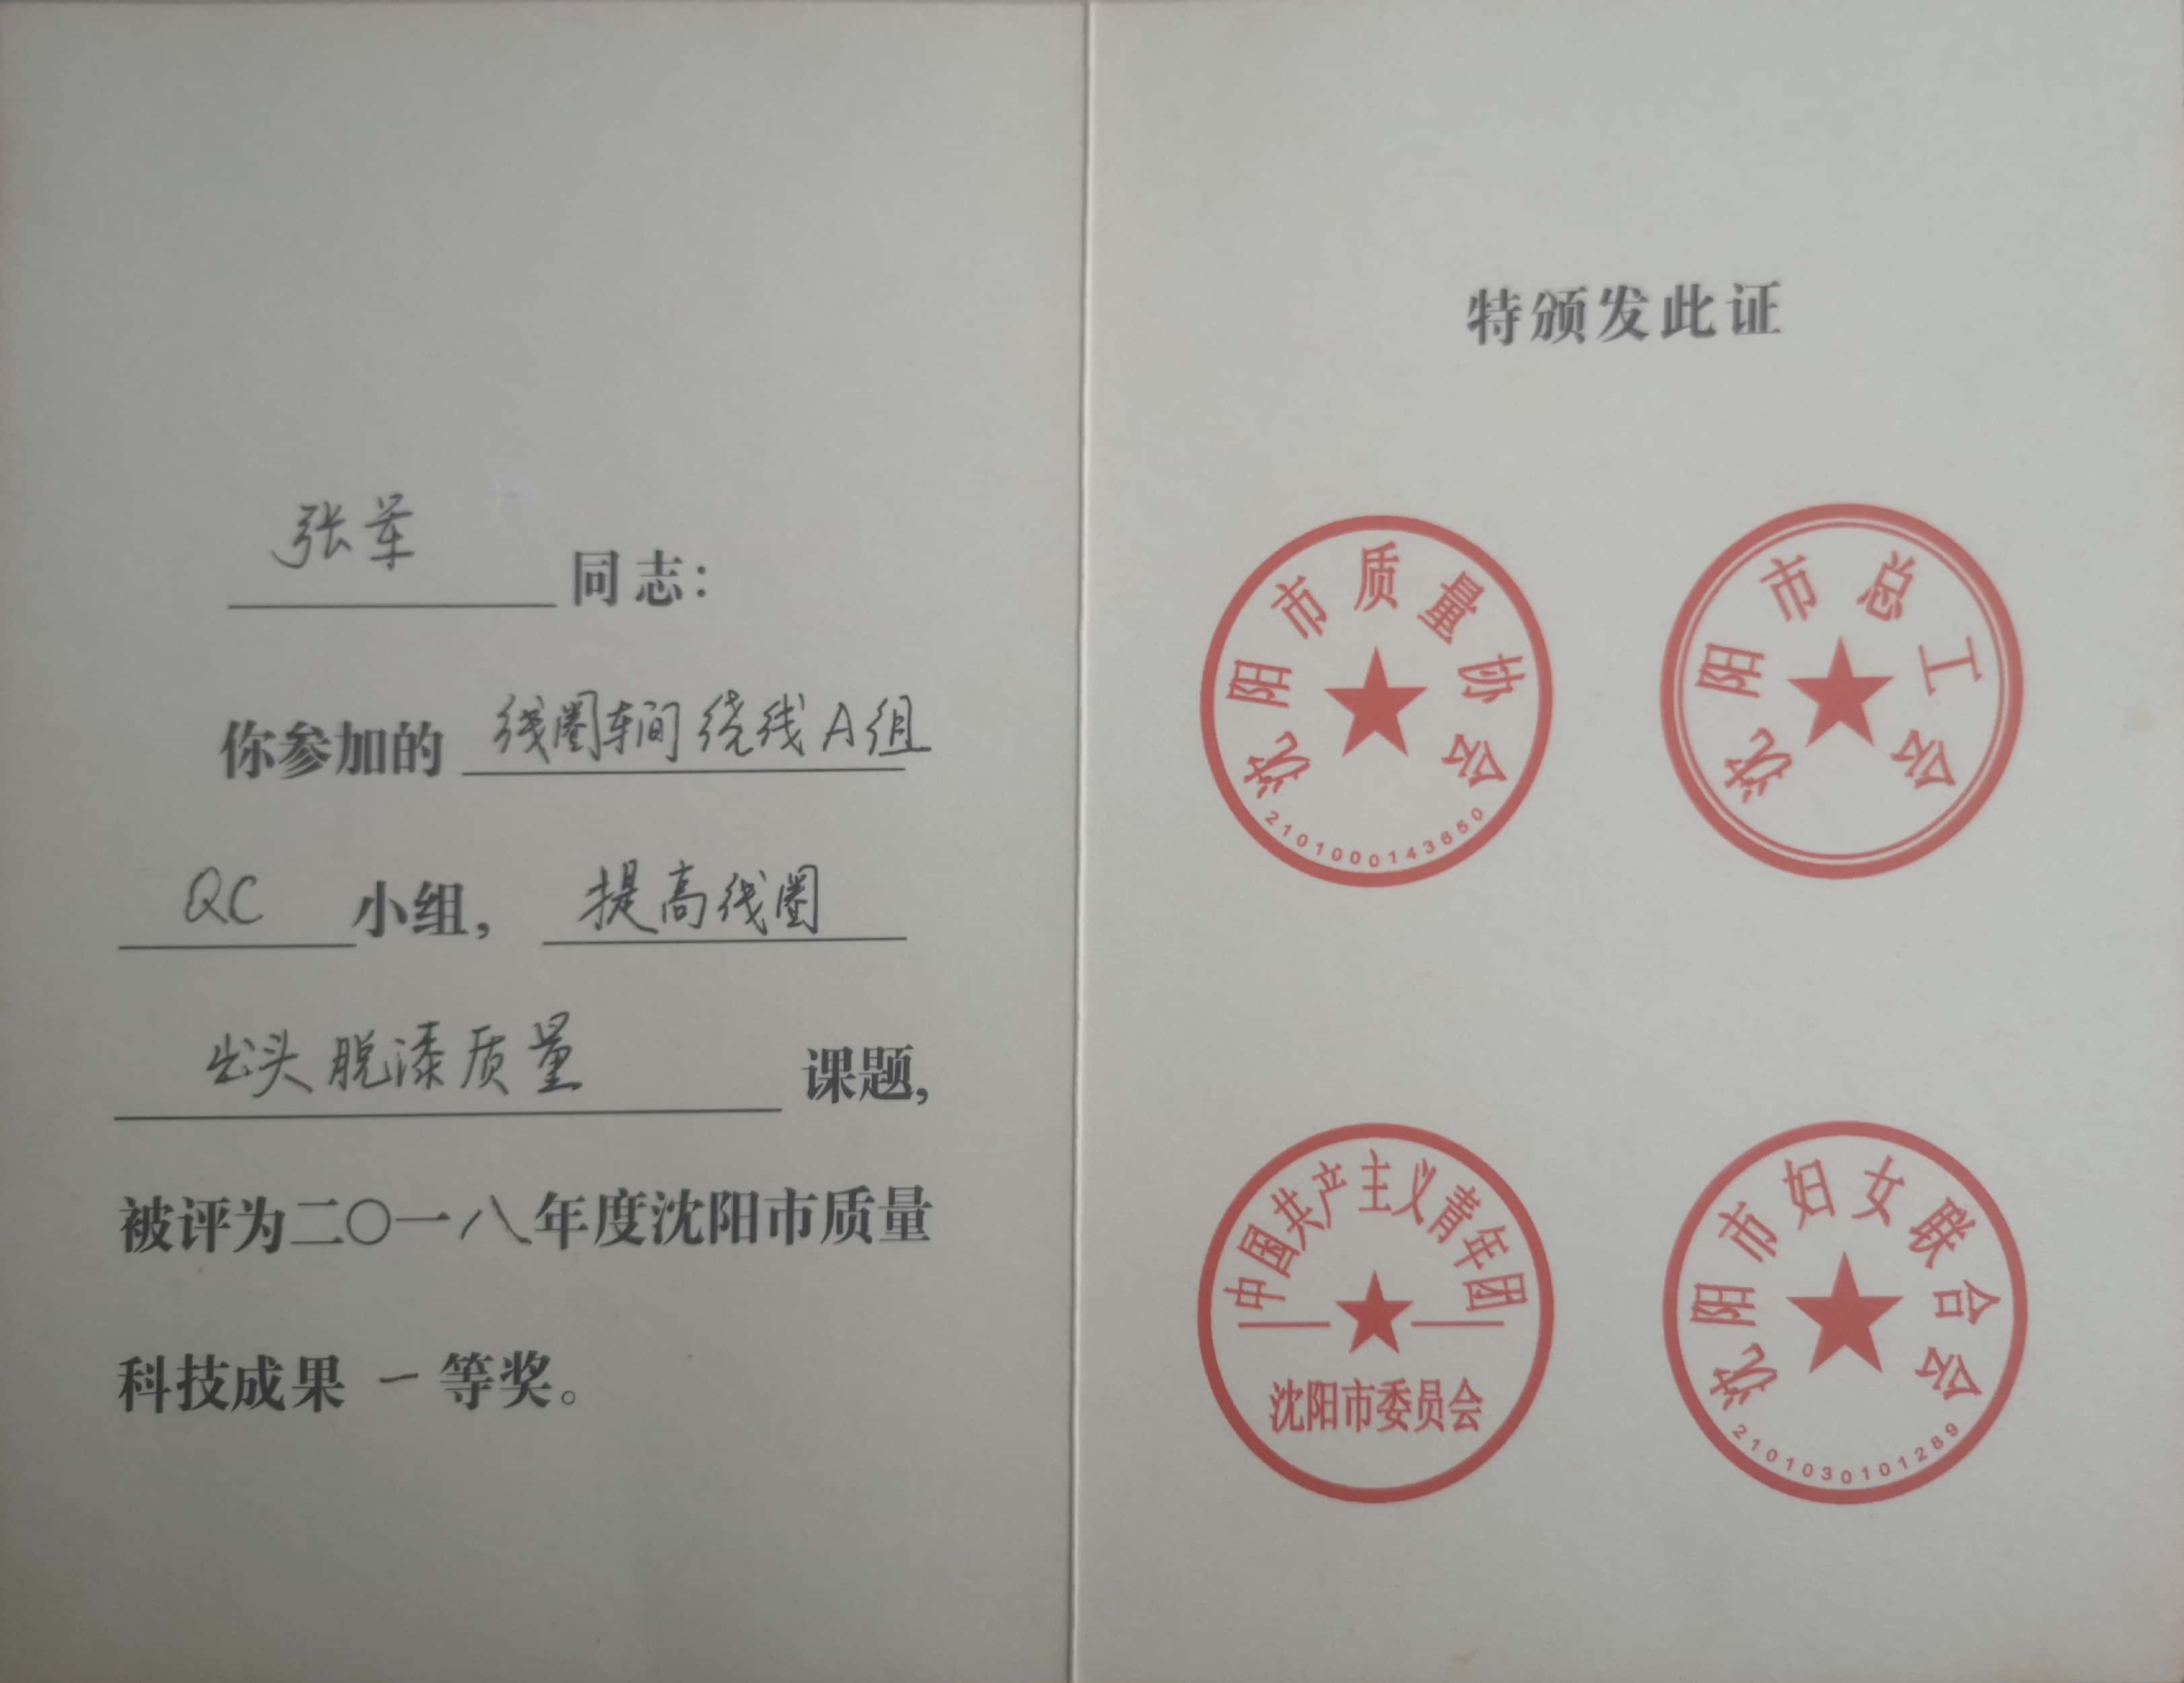 张军 同志：
你参加的 线圈车间绕线A组
QC 小组， 提高线圈
出头脱漆质量 课题，
被评为二〇一八年度沈阳市质量
科技成果 一 等奖。
特颁发此证
沈阳市质量协会
2101000143650
沈阳市总工会
中国共产主义青年团
沈阳市委员会
沈阳市妇女联合会
2101030101289